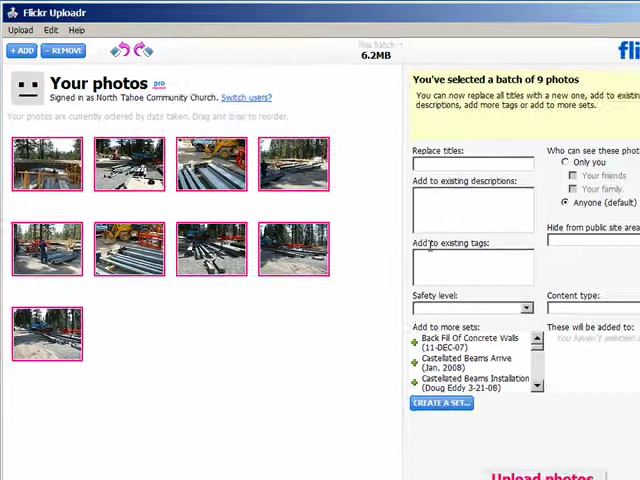 Flickr Uploadr
Upload Edit Help
+ ADD
− REMOVE
6.2MB
fli
Your photos pro
Signed in as North Tahoe Community Church. Switch users?
Your photos are currently ordered by date taken. Drag and drop to reorder.
You've selected a batch of 9 photos
You can now replace all titles with a new one, add to existing
descriptions, add more tags or add to more sets.
Replace titles:
Add to existing descriptions:
Add to existing tags:
Safety level:
Add to more sets:
Back Fill Of Concrete Walls
(11-DEC-07)
Castellated Beams Arrive
(Jan. 2008)
Castellated Beams Installation
(Doug Eddy 3-21-08)
CREATE A SET...
Who can see these phot
Only you
Your friends
Your family
Anyone (default)
Hide from public site area
Content type:
These will be added to:
You haven't selected
Upload photos